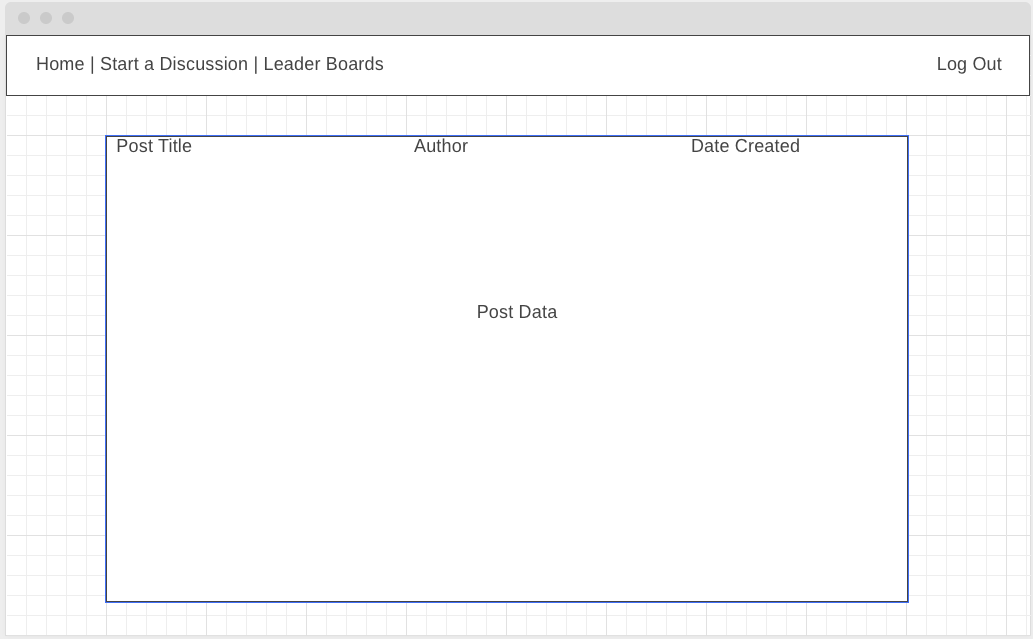 Home | Start a Discussion | Leader Boards Log Out
Post Title Author Date Created
Post Data